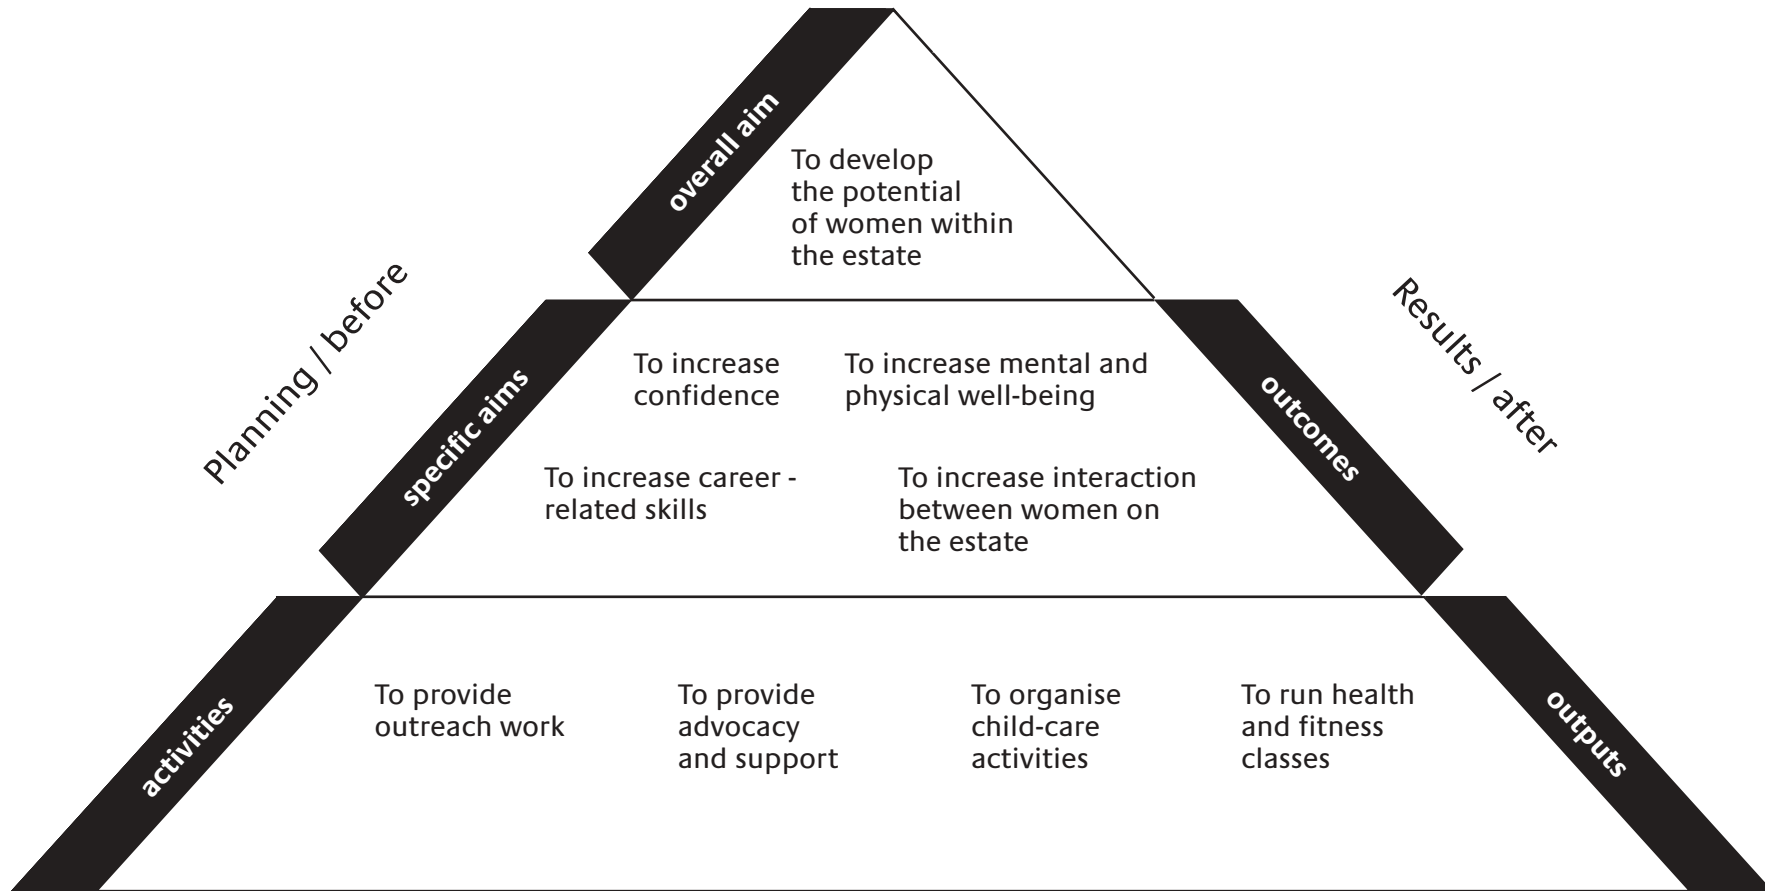 overall aim
To develop
the potential
of women within
the estate
Planning / before
Results / after
specific aims
To increase
confidence
To increase mental and
physical well-being
To increase career -
related skills
To increase interaction
between women on
the estate
outcomes
activities
To provide
outreach work
To provide
advocacy
and support
To organise
child-care
activities
To run health
and fitness
classes
outputs